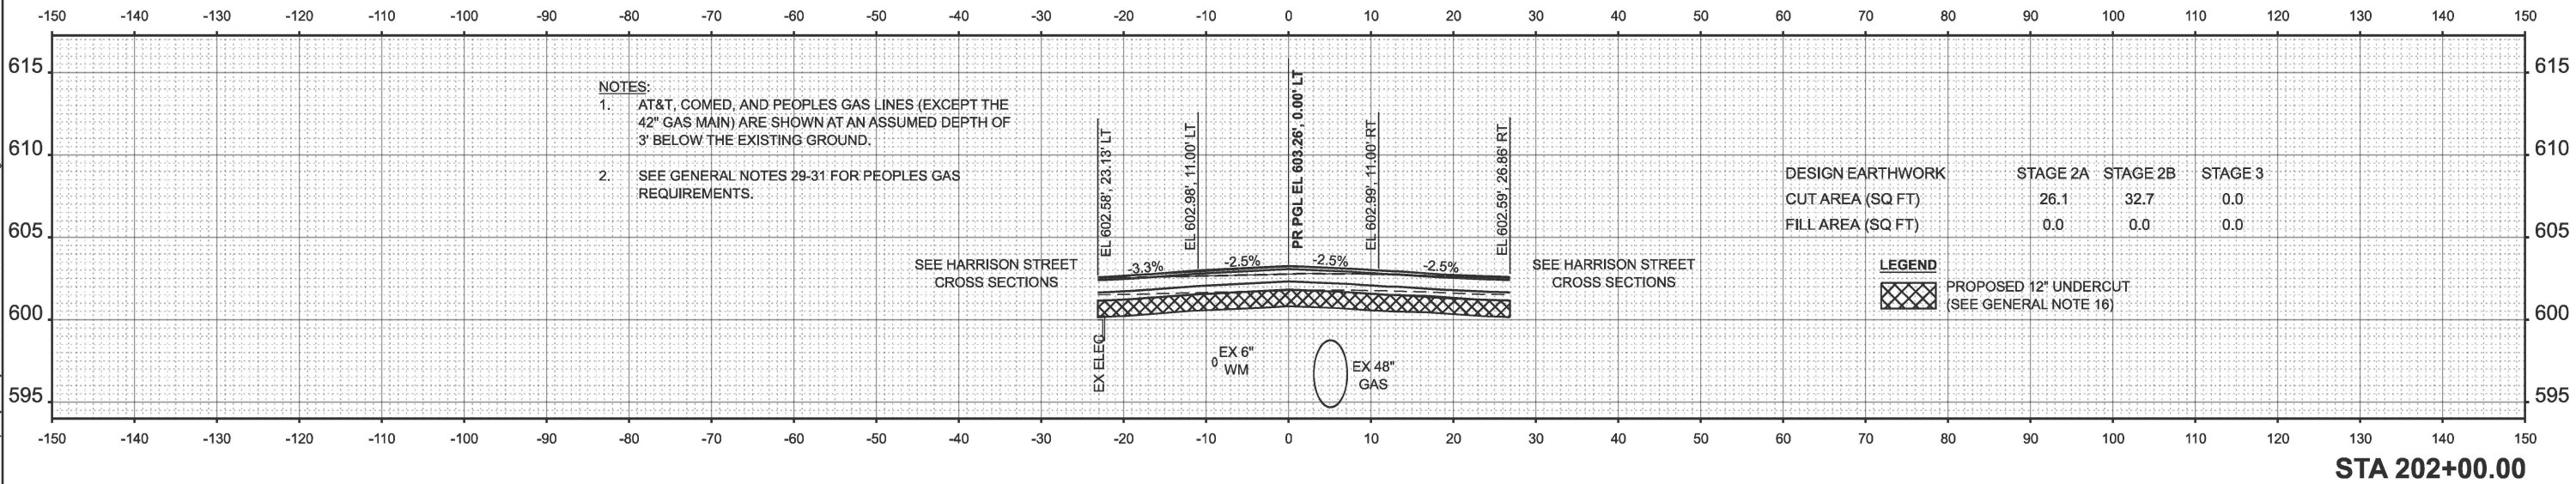 -150 -140 -130 -120 -110 -100 -90 -80 -70 -60 -50 -40 -30 -20 -10 0 10 20 30 40 50 60 70 80 90 100 110 120 130 140 150
615 615
NOTES:
1. AT&T, COMED, AND PEOPLES GAS LINES (EXCEPT THE
42" GAS MAIN) ARE SHOWN AT AN ASSUMED DEPTH OF
3' BELOW THE EXISTING GROUND.
2. SEE GENERAL NOTES 29-31 FOR PEOPLES GAS
REQUIREMENTS.
610 610
EL 602.58', 23.13' LT
EL 602.98', 11.00' LT
PR PGL EL 603.26', 0.00' LT
EL 602.99', 11.00' RT
EL 602.59', 26.86' RT
DESIGN EARTHWORK STAGE 2A STAGE 2B STAGE 3
CUT AREA (SQ FT) 26.1 32.7 0.0
FILL AREA (SQ FT) 0.0 0.0 0.0
605 605
SEE HARRISON STREET
CROSS SECTIONS
-3.3% -2.5% -2.5% -2.5%
SEE HARRISON STREET
CROSS SECTIONS
LEGEND
PROPOSED 12" UNDERCUT
(SEE GENERAL NOTE 16)
600 600
EX ELEC
EX 6"
WM
EX 48"
GAS
595 595
-150 -140 -130 -120 -110 -100 -90 -80 -70 -60 -50 -40 -30 -20 -10 0 10 20 30 40 50 60 70 80 90 100 110 120 130 140 150
STA 202+00.00